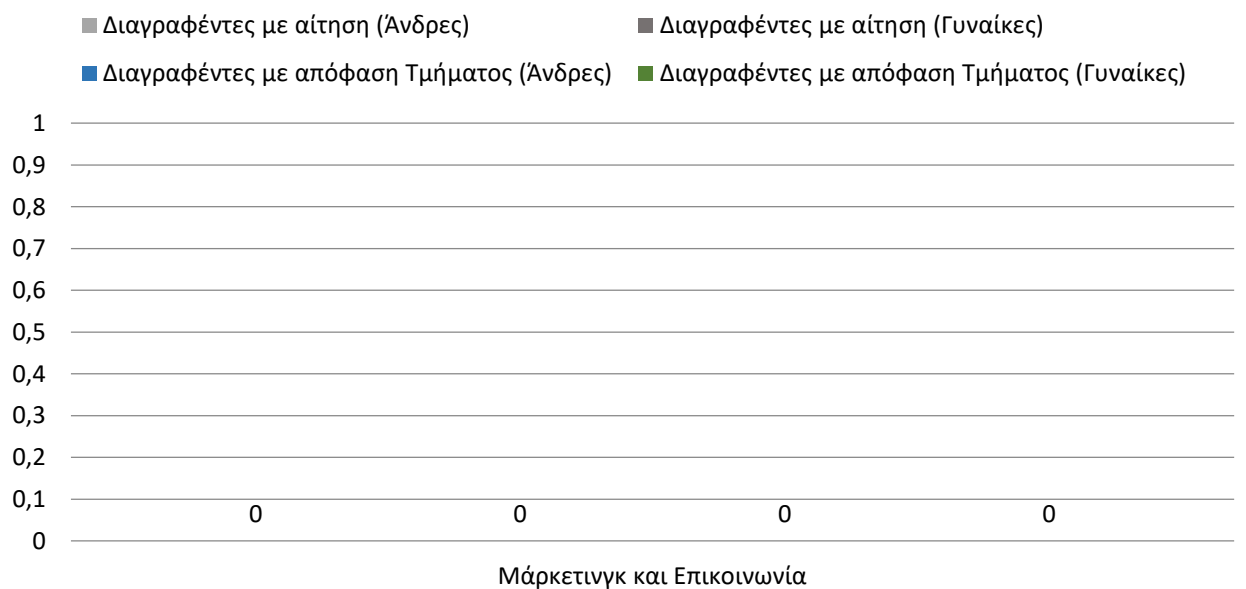 Διαγραφέντες με αίτηση (Άνδρες) Διαγραφέντες με αίτηση (Γυναίκες)
Διαγραφέντες με απόφαση Τμήματος (Άνδρες) Διαγραφέντες με απόφαση Τμήματος (Γυναίκες)
1
0,9
0,8
0,7
0,6
0,5
0,4
0,3
0,2
0,1
0 0 0 0
0
Μάρκετινγκ και Επικοινωνία